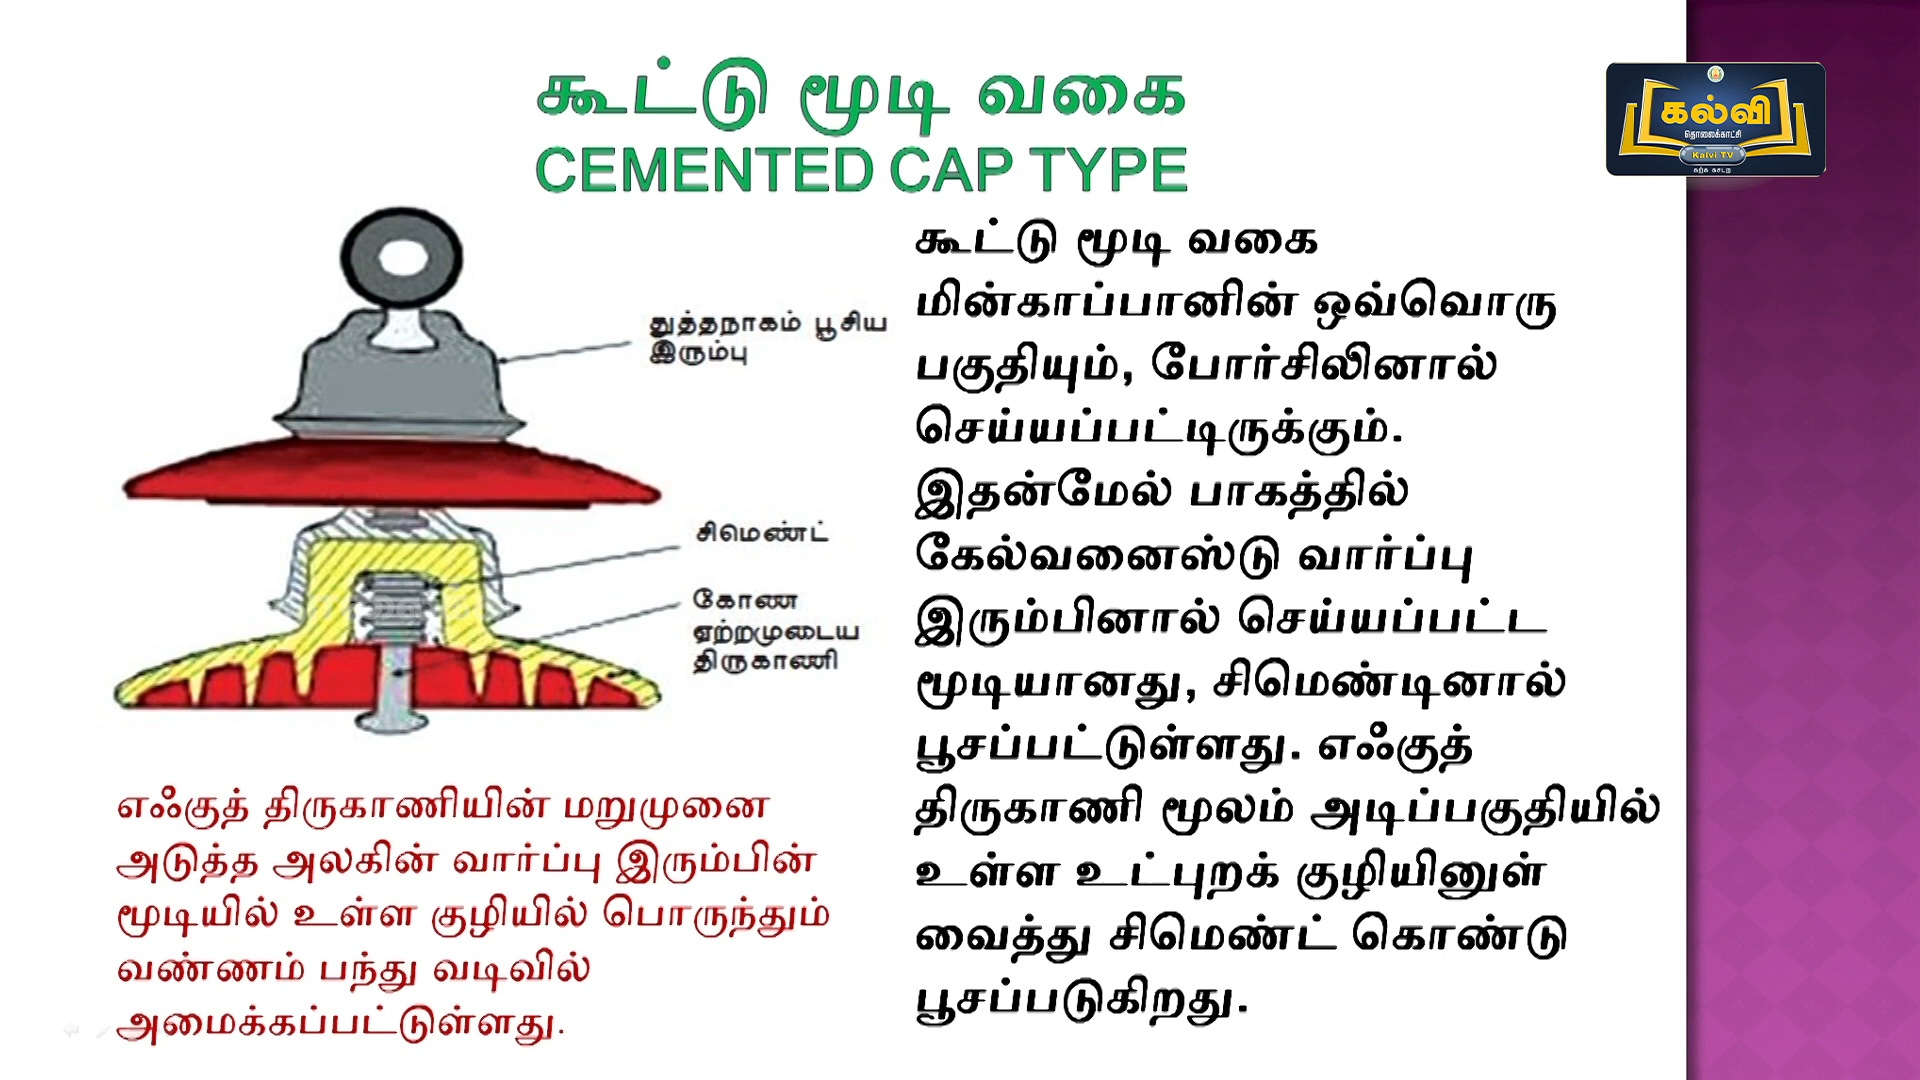 கூட்டு மூடி வகை
CEMENTED CAP TYPE
கல்வி
தொலைக்காட்சி
Kalvi TV
கற்க கசடற
துத்தநாகம் பூசிய
இரும்பு
சிமெண்ட்
கோண
ஏற்றமுடைய
திருகாணி
எஃகுத் திருகாணியின் மறுமுனை
அடுத்த அலகின் வார்ப்பு இரும்பின்
மூடியில் உள்ள குழியில் பொருந்தும்
வண்ணம் பந்து வடிவில்
அமைக்கப்பட்டுள்ளது.
கூட்டு மூடி வகை
மின்காப்பானின் ஒவ்வொரு
பகுதியும், போர்சிலினால்
செய்யப்பட்டிருக்கும்.
இதன்மேல் பாகத்தில்
கேல்வனைஸ்டு வார்ப்பு
இரும்பினால் செய்யப்பட்ட
மூடியானது, சிமெண்டினால்
பூசப்பட்டுள்ளது. எஃகுத்
திருகாணி மூலம் அடிப்பகுதியில்
உள்ள உட்புறக் குழியினுள்
வைத்து சிமெண்ட் கொண்டு
பூசப்படுகிறது.